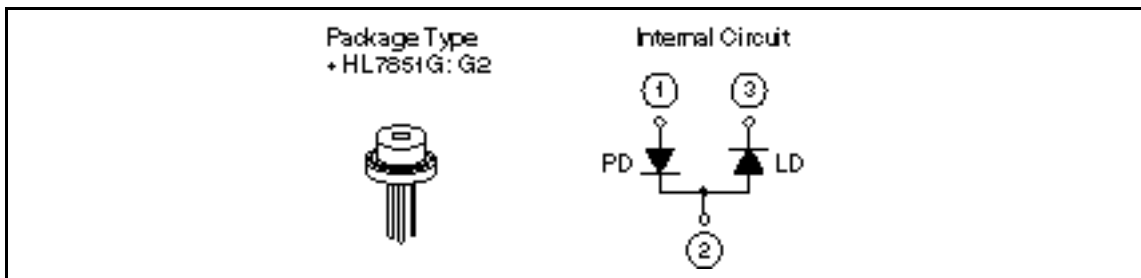 Package Type
• HL7851G: G2
Internal Circuit
1
3
PD
LD
2